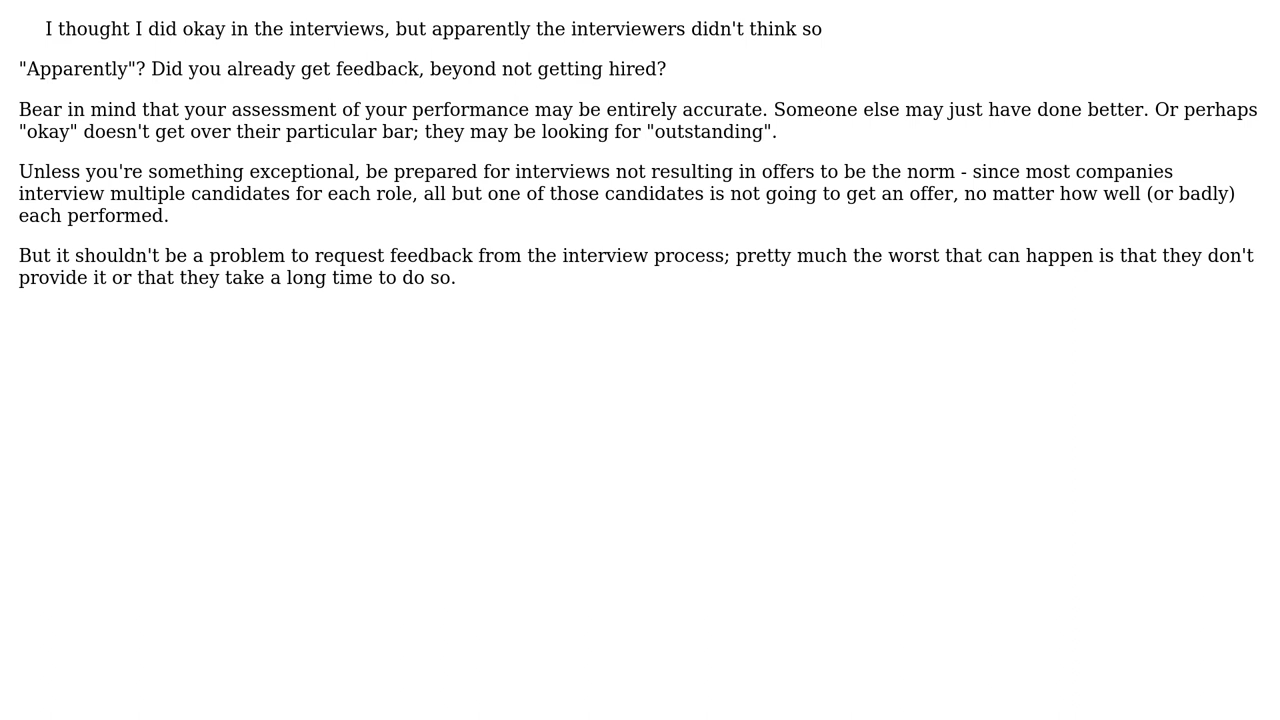 I thought I did okay in the interviews, but apparently the interviewers didn't think so
"Apparently"? Did you already get feedback, beyond not getting hired?
Bear in mind that your assessment of your performance may be entirely accurate. Someone else may just have done better. Or perhaps
"okay" doesn't get over their particular bar; they may be looking for "outstanding".
Unless you're something exceptional, be prepared for interviews not resulting in offers to be the norm - since most companies
interview multiple candidates for each role, all but one of those candidates is not going to get an offer, no matter how well (or badly)
each performed.
But it shouldn't be a problem to request feedback from the interview process; pretty much the worst that can happen is that they don't
provide it or that they take a long time to do so.